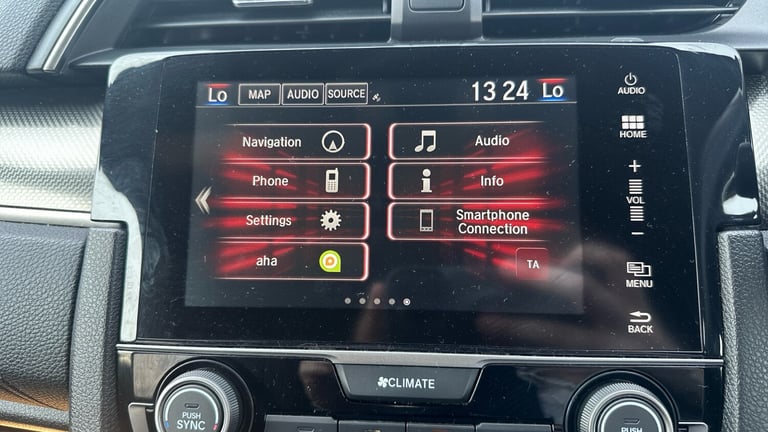 Lo MAP AUDIO SOURCE 13 24 Lo
AUDIO
Navigation
Audio
HOME
Phone
Info
Settings
Smartphone
Connection
VOL
aha
TA
MENU
BACK
CLIMATE
PUSH
SYNC
PUSH